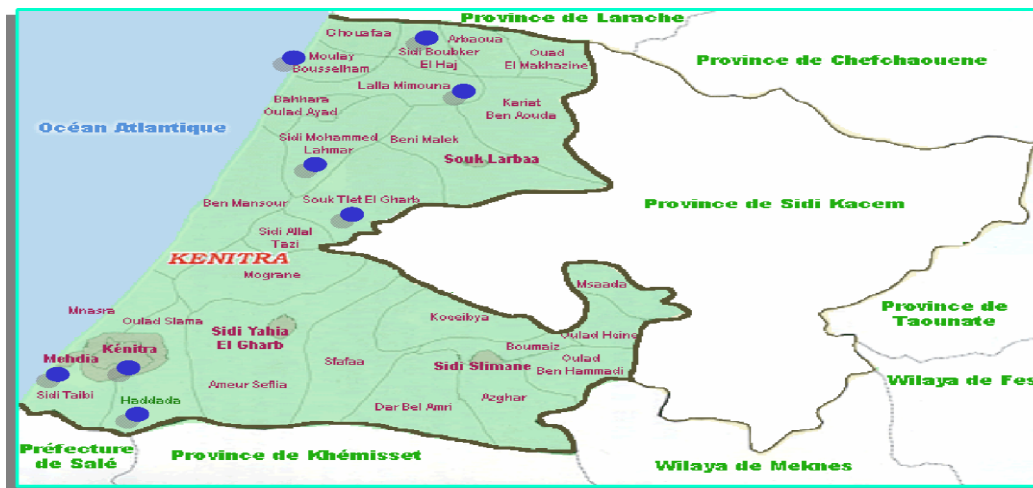 Province de Larache
Chouafaa
Arbaoua
Sidi Boubker
El Haj
Ouad
El Makhazine
Moulay
Bousselham
Province de Chefchaouene
Lalla Mimouna
Bahhara
Oulad Ayad
Kariat
Ben Aouda
Océan Atlantique
Sidi Mohammed
Lahmar
Beni Malek
Souk Larbaa
Ben Mansour
Souk Tlet El Gharb
Province de Sidi Kacem
Sidi Allal
Tazi
KENITRA
Mograne
Msaada
Mnasra
Oulad Slama
Koceibya
Province de
Taounate
Sidi Yahia
El Gharb
Oulad Hcine
Boumaiz
Kénitra
Mehdia
Sfafaa
Sidi Slimane
Oulad
Ben Hammadi
Sidi Taibi
Haddada
Ameur Seflia
Dar Bel Amri
Azghar
Wilaya de Fes
Préfecture
de Salé
Province de Khémisset
Wilaya de Meknes